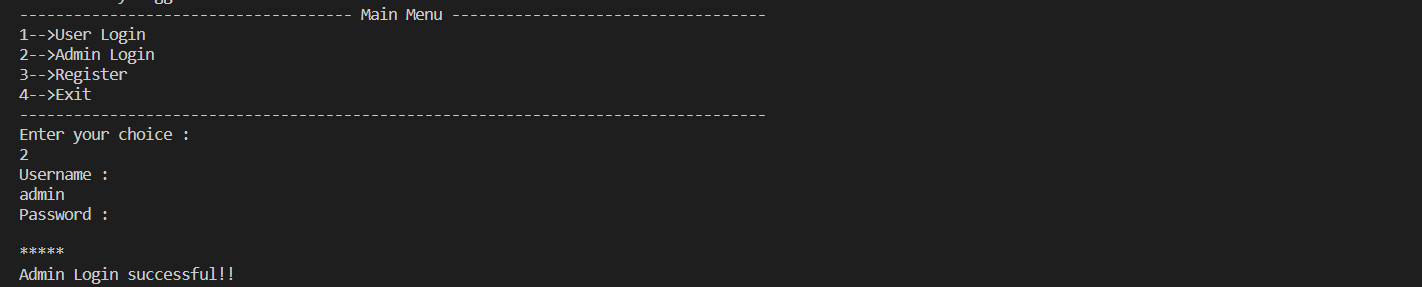 ------------------------------------- Main Menu -----------------------------------
1-->User Login
2-->Admin Login
3-->Register
4-->Exit
-----------------------------------------------------------------------------------
Enter your choice :
2
Username :
admin
Password :
*****
Admin Login successful!!